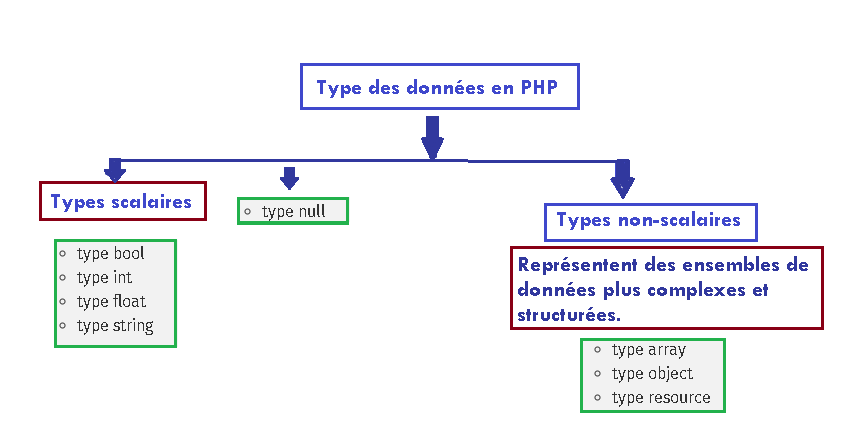 Type des données en PHP
Types scalaires
type bool
type int
type float
type string
type null
Types non-scalaires
Représentent des ensembles de
données plus complexes et
structurées.
type array
type object
type resource